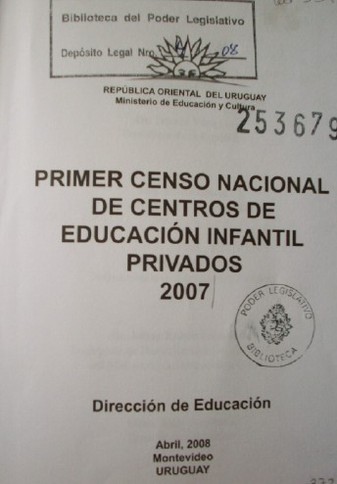 Biblioteca del Poder Legislativo
Depósito Legal Nro. 08
REPÚBLICA ORIENTAL DEL URUGUAY
Ministerio de Educación y Cultura
253679
PRIMER CENSO NACIONAL
DE CENTROS DE
EDUCACIÓN INFANTIL
PRIVADOS
2007
PODER LEGISLATIVO
BIBLIOTECA
Dirección de Educación
Abril, 2008
Montevideo
URUGUAY